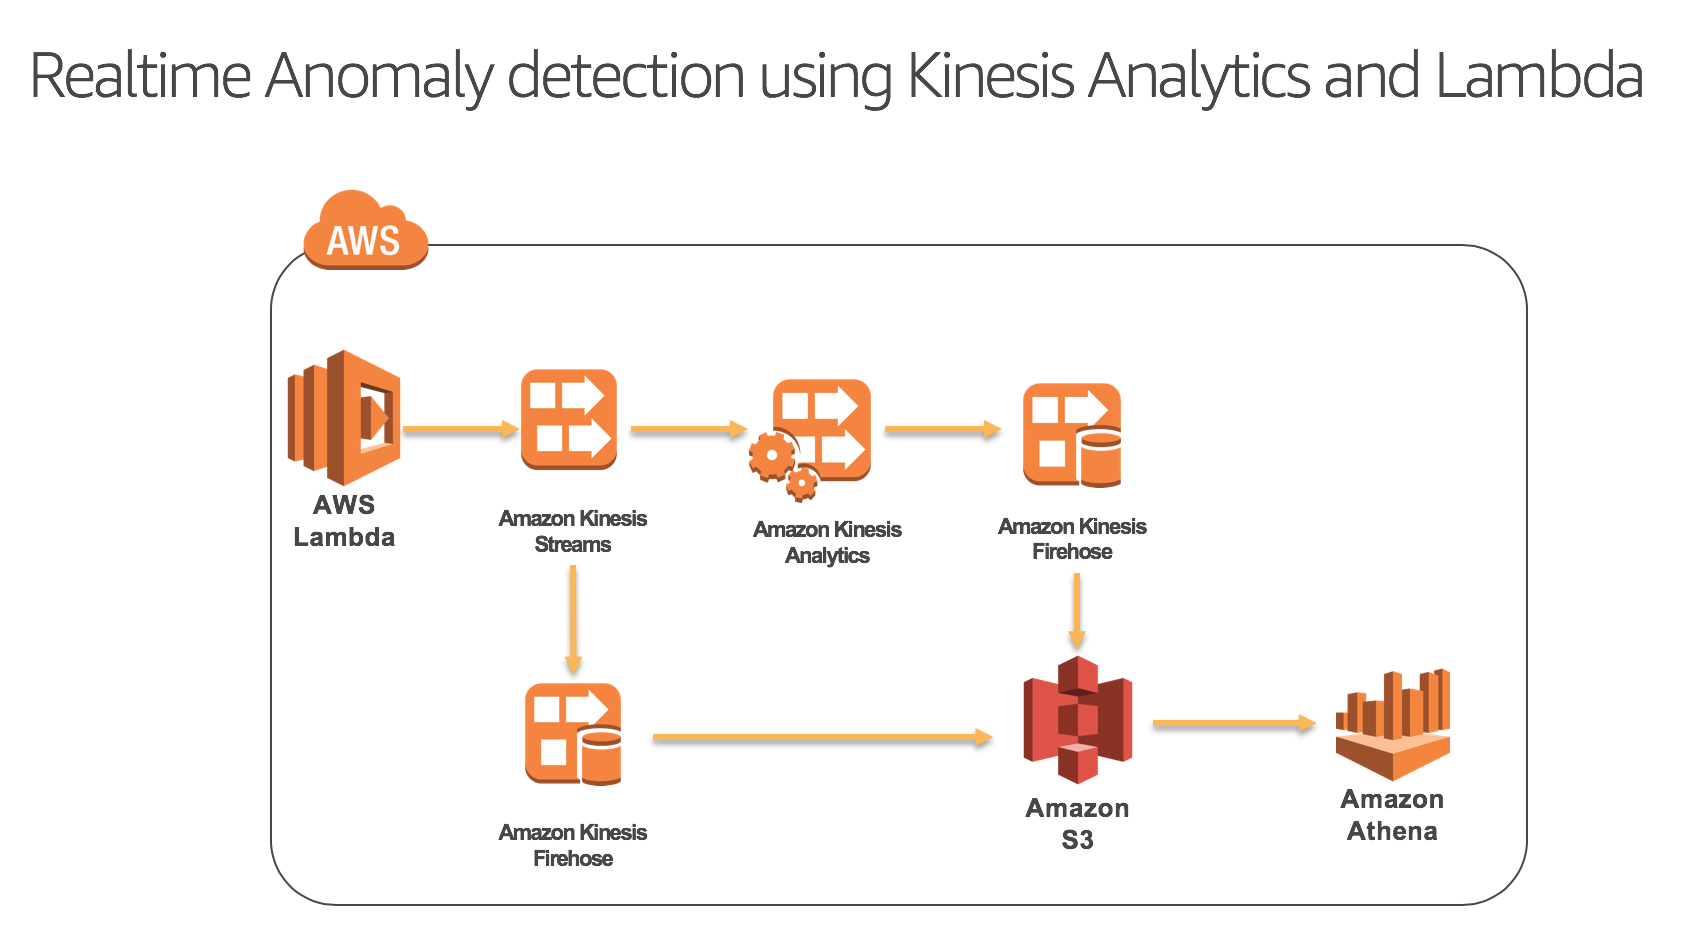 Realtime Anomaly detection using Kinesis Analytics and Lambda
AWS
AWS
Lambda
Amazon Kinesis
Streams
Amazon Kinesis
Analytics
Amazon Kinesis
Firehose
Amazon Kinesis
Firehose
Amazon
S3
Amazon
Athena